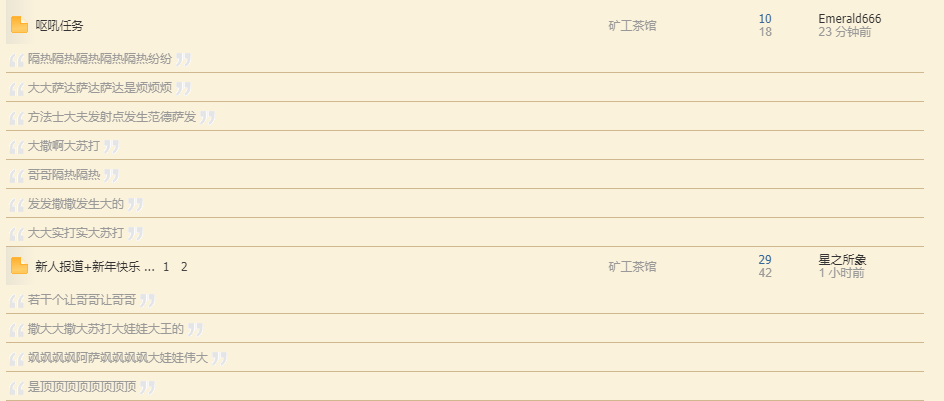 呕吼任务 矿工茶馆 10 Emerald666
18 23 分钟前
隔热隔热隔热隔热隔热纷纷
大大萨达萨达萨达是烦烦烦
方法士大夫发射点发生范德萨发
大撒啊大苏打
哥哥隔热隔热
发发撒撒发生大的
大大实打实大苏打
新人报道+新年快乐 ... 1 2 矿工茶馆 29 星之所象
42 1 小时前
若干个让哥哥让哥哥
撒大大撒大苏打大娃娃大王的
飒飒飒飒阿萨飒飒飒飒大娃娃伟大
是顶顶顶顶顶顶顶顶